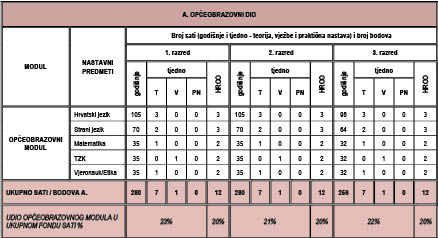 A. OPĆEOBRAZOVNI DIO
MODUL NASTAVNI PREDMETI Broj sati (godišnje i tjedno - teorija, vježbe i praktična nastava) i broj bodova
1. razred 2. razred 3. razred
godišnje tjedno HROO godišnje tjedno HROO godišnje tjedno HROO
T V PN T V PN T V PN
OPĆEOBRAZOVNI MODUL
Hrvatski jezik 105 3 0 0 3 105 3 0 0 3 96 3 0 0 3
Strani jezik 70 2 0 0 3 70 2 0 0 3 64 2 0 0 3
Matematika 35 1 0 0 2 35 1 0 0 2 32 1 0 0 2
TZK 35 0 1 0 2 35 0 1 0 2 32 0 1 0 2
Vjeronauk/Etika 35 1 0 0 2 35 1 0 0 2 32 1 0 0 2
UKUPNO SATI / BODOVA A. 280 7 1 0 12 280 7 1 0 12 256 7 1 0 12
UDIO OPĆEOBRAZOVNOG MODULA U
UKUPNOM FONDU SATI % 23% 20% 21% 20% 22% 20%